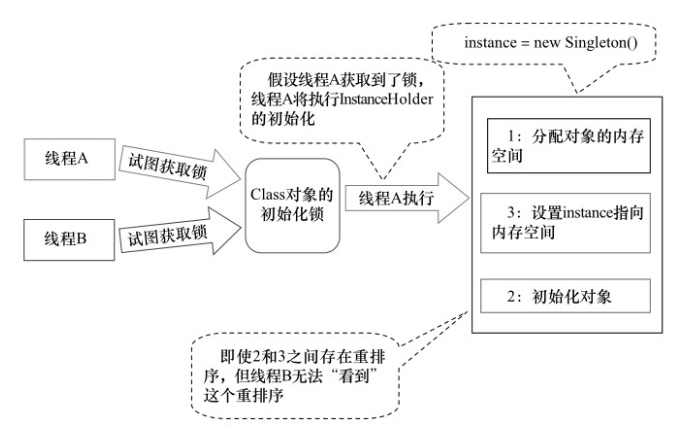 instance = new Singleton()
假设线程A获取到了锁，
线程A将执行InstanceHolder
的初始化
线程A
试图获取锁
线程B
试图获取锁
Class对象的
初始化锁
线程A执行
1：分配对象的内存
空间
3：设置instance指向
内存空间
2：初始化对象
即使2和3之间存在重排
序，但线程B无法“看到”
这个重排序